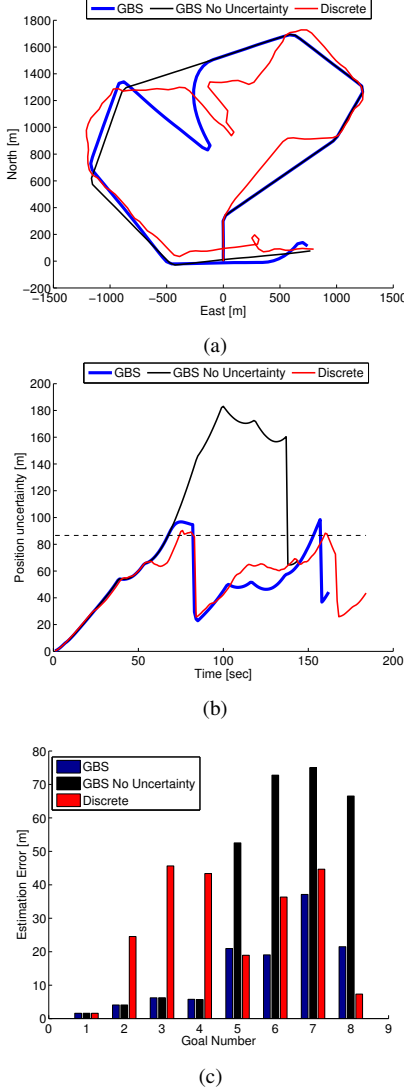 GBS GBS No Uncertainty Discrete
1800
1600
1400
1200
1000
800
600
400
200
0
−200
North [m]
−1500 −1000 −500 0 500 1000 1500
East [m]
(a)
GBS GBS No Uncertainty Discrete
200
180
160
140
120
100
80
60
40
20
0
Position uncertainty [m]
0 50 100 150 200
Time [sec]
(b)
80
70
60
50
40
30
20
10
0
Estimation Error [m]
GBS
GBS No Uncertainty
Discrete
0 1 2 3 4 5 6 7 8 9
Goal Number
(c)